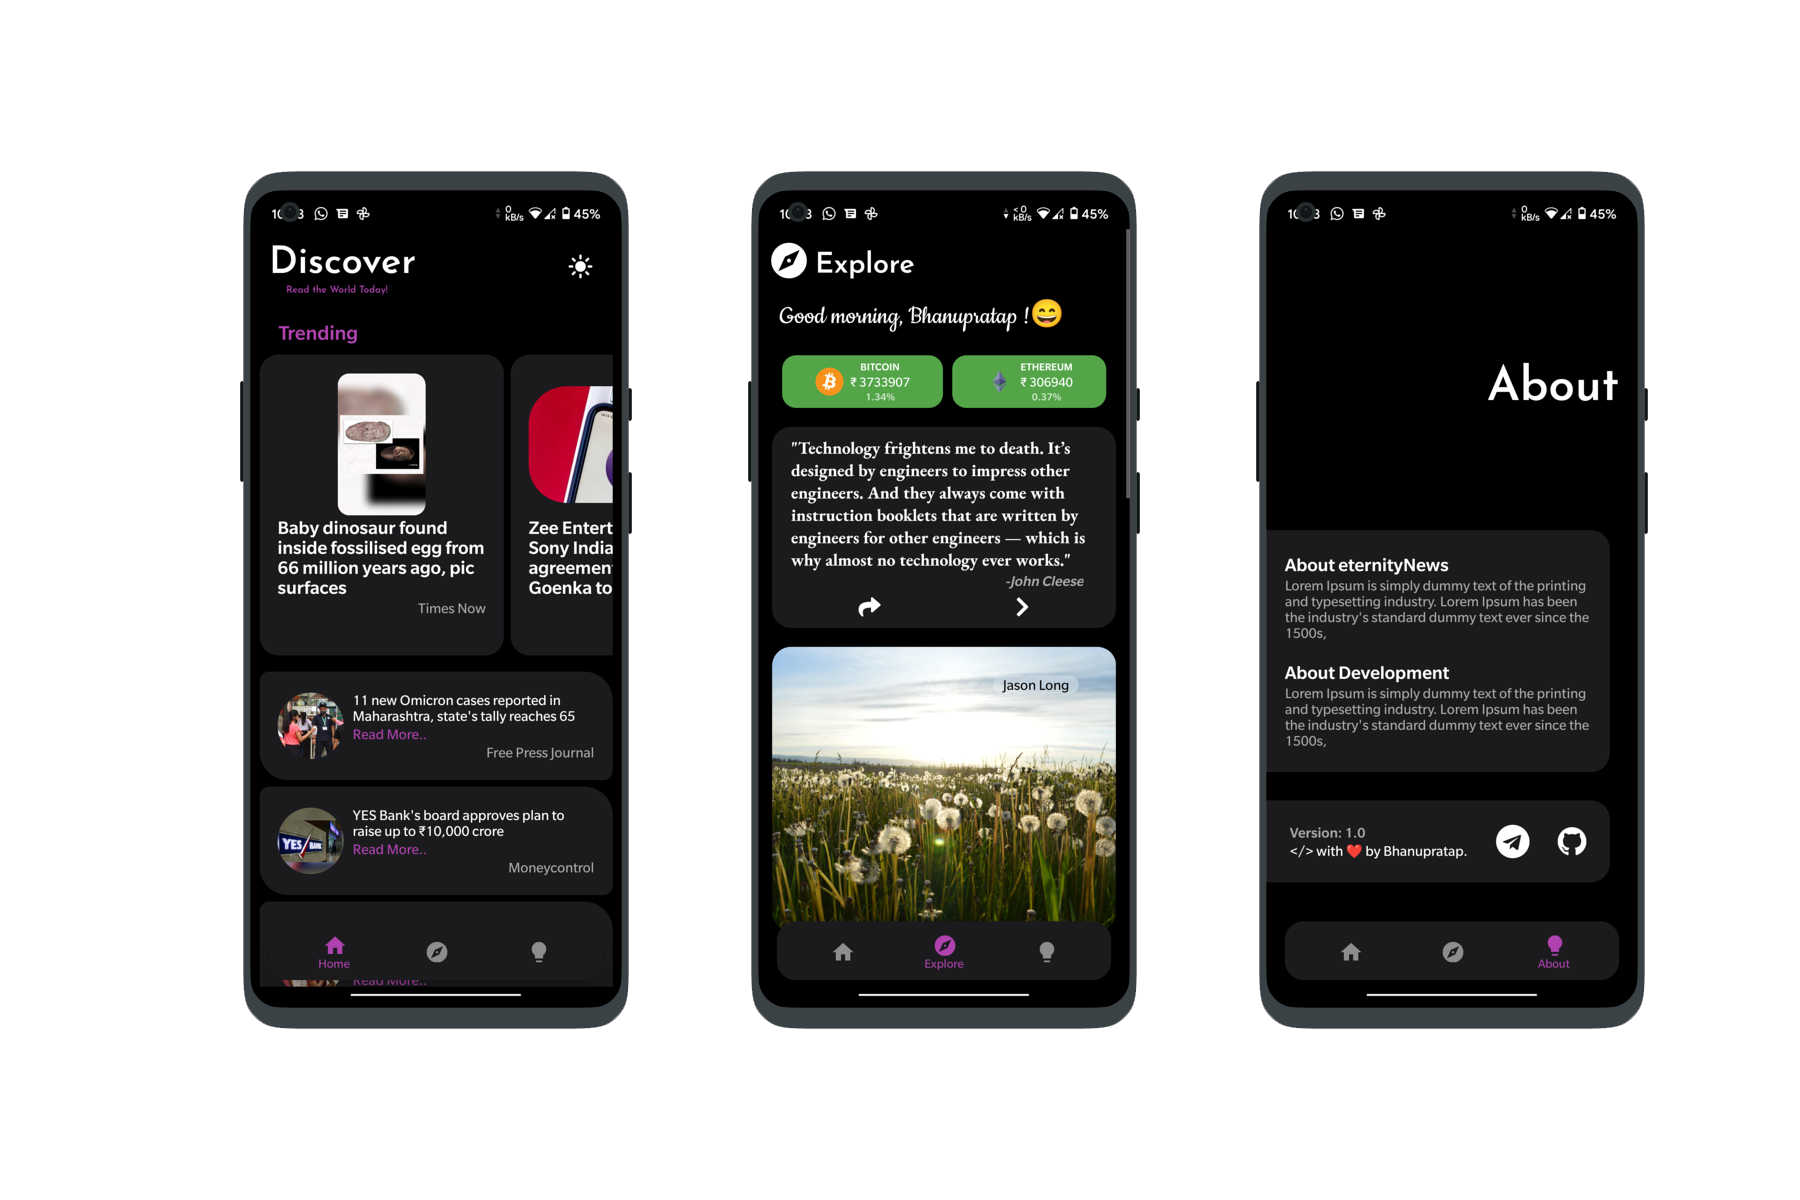 0
kB/s
45%
Discover
Read the World Today!
Trending
Baby dinosaur found
inside fossilised egg from
66 million years ago, pic
surfaces
Times Now
Zee Entert
Sony India
agreement
Goenka to
11 new Omicron cases reported in
Maharashtra, state's tally reaches 65
Read More..
Free Press Journal
YES BANK
YES Bank's board approves plan to
raise up to ₹10,000 crore
Read More..
Moneycontrol
Read More..
Home
< 0
kB/s
45%
Explore
Good morning, Bhanupratap !😄
BITCOIN
₹ 3733907
1.34%
ETHEREUM
₹ 306940
0.37%
"Technology frightens me to death. It’s
designed by engineers to impress other
engineers. And they always come with
instruction booklets that are written by
engineers for other engineers — which is
why almost no technology ever works."
-John Cleese
Jason Long
Explore
0
kB/s
45%
About
About eternityNews
Lorem Ipsum is simply dummy text of the printing
and typesetting industry. Lorem Ipsum has been
the industry's standard dummy text ever since the
1500s,
About Development
Lorem Ipsum is simply dummy text of the printing
and typesetting industry. Lorem Ipsum has been
the industry's standard dummy text ever since the
1500s,
Version: 1.0
</> with ❤️ by Bhanupratap.
About